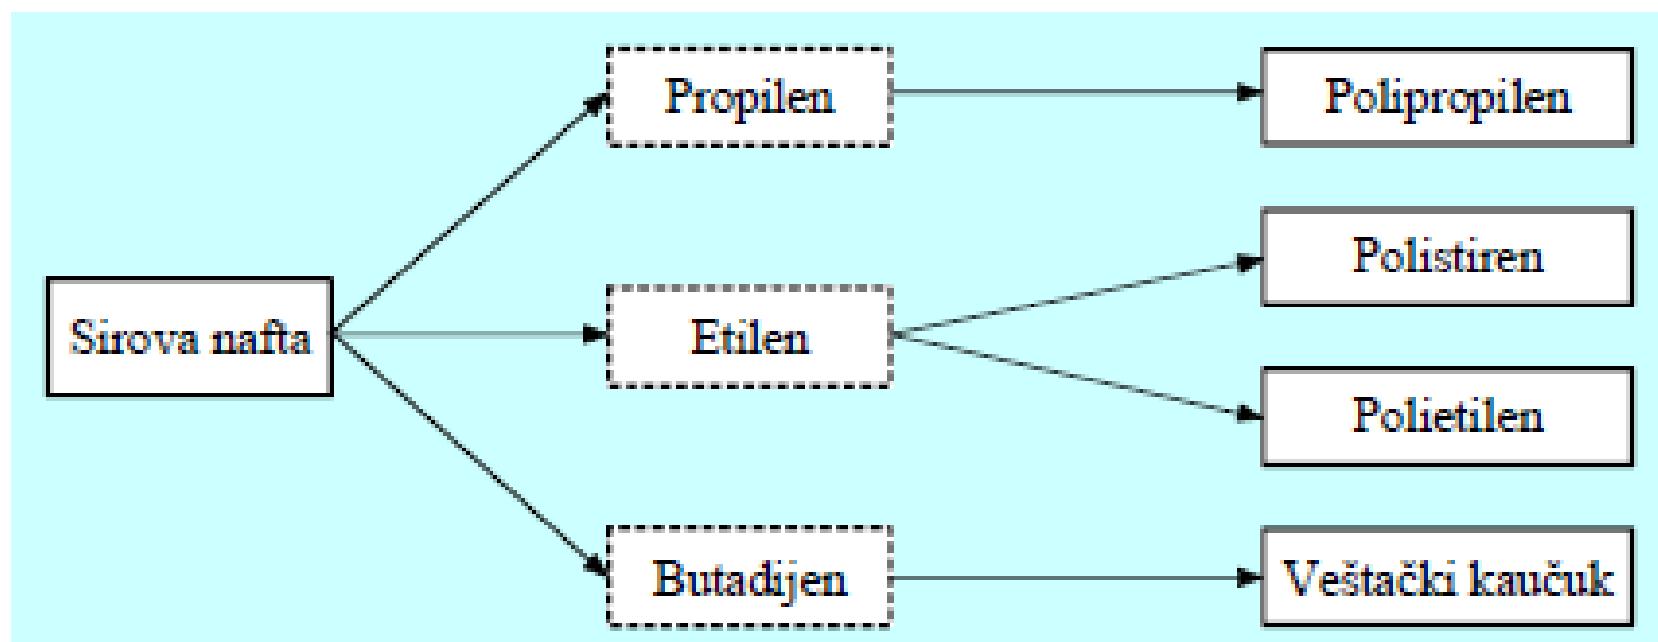 Propilen
Polipropilen
Polistiren
Sirova nafta
Etilen
Polietilen
Butadijen
Veštački kaučuk